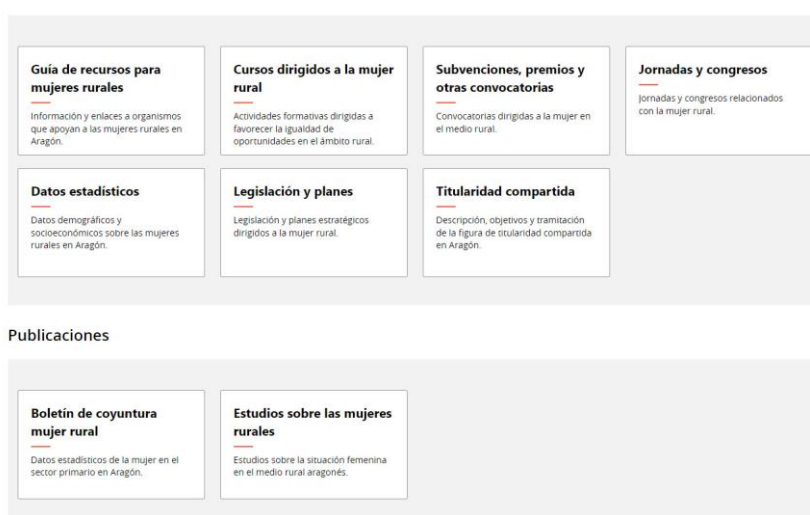 Guía de recursos para
mujeres rurales
Información y enlaces a organismos
que apoyan a las mujeres rurales en
Aragón.
Cursos dirigidos a la mujer
rural
Actividades formativas dirigidas a
favorecer la igualdad de
oportunidades en el ámbito rural.
Subvenciones, premios y
otras convocatorias
Convocatorias dirigidas a la mujer en
el medio rural.
Jornadas y congresos
Jornadas y congresos relacionados
con la mujer rural.
Datos estadísticos
Datos demográficos y
socioeconómicos sobre las mujeres
rurales en Aragón.
Legislación y planes
Legislación y planes estratégicos
dirigidos a la mujer rural.
Titularidad compartida
Descripción, objetivos y tramitación
de la figura de titularidad compartida
en Aragón.
Publicaciones
Boletín de coyuntura
mujer rural
Datos estadísticos de la mujer en el
sector primario en Aragón.
Estudios sobre las mujeres
rurales
Estudios sobre la situación femenina
en el medio rural aragonés.